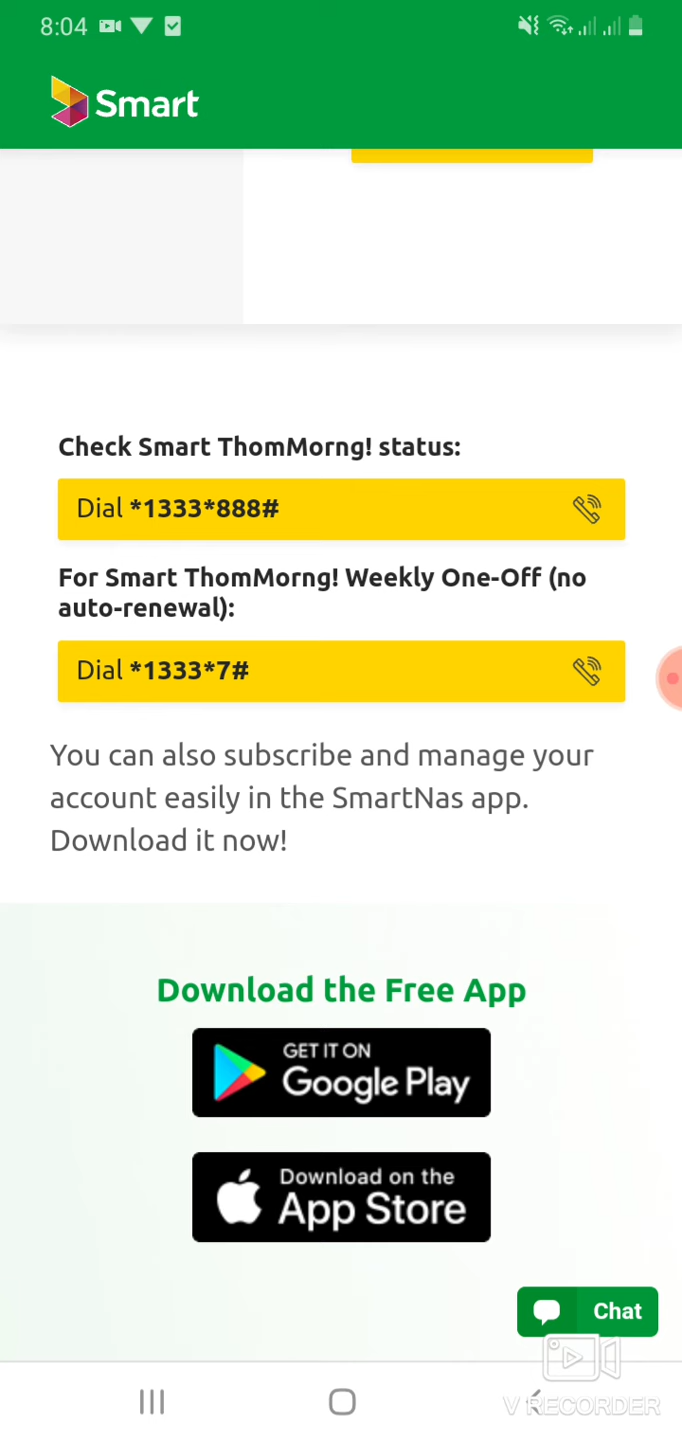 8:04
Smart
Check Smart ThomMorng! status:
Dial *1333*888#
For Smart ThomMorng! Weekly One-Off (no
auto-renewal):
Dial *1333*7#
You can also subscribe and manage your
account easily in the SmartNas app.
Download it now!
Download the Free App
GET IT ON
Google Play
Download on the
App Store
Chat
V RECORDER